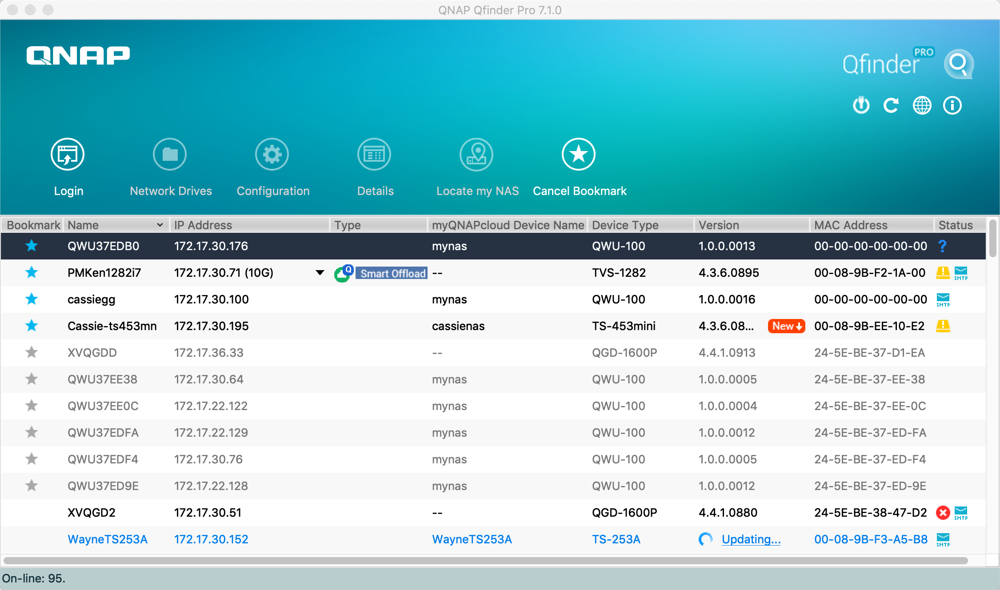 QNAP Qfinder Pro 7.1.0
QNAP
Qfinder PRO
Login Network Drives Configuration Details Locate my NAS Cancel Bookmark
Bookmark Name IP Address Type myQNAPcloud Device Name Device Type Version MAC Address Status
QWU37EDB0 172.17.30.176 mynas QWU-100 1.0.0.0013 00-00-00-00-00-00 ?
PMKen1282i7 172.17.30.71 (10G) Q Smart Offload -- TVS-1282 4.3.6.0895 00-08-9B-F2-1A-00 SMTP
cassiegg 172.17.30.100 mynas QWU-100 1.0.0.0016 00-00-00-00-00-00 SMTP
Cassie-ts453mn 172.17.30.195 cassienas TS-453mini 4.3.6.08... New 00-08-9B-EE-10-E2
XVQGDD 172.17.36.33 -- QGD-1600P 4.4.1.0913 24-5E-BE-37-D1-EA
QWU37EE38 172.17.30.64 mynas QWU-100 1.0.0.0005 24-5E-BE-37-EE-38
QWU37EE0C 172.17.22.122 mynas QWU-100 1.0.0.0004 24-5E-BE-37-EE-0C
QWU37EDFA 172.17.22.129 mynas QWU-100 1.0.0.0012 24-5E-BE-37-ED-FA
QWU37EDF4 172.17.30.76 mynas QWU-100 1.0.0.0005 24-5E-BE-37-ED-F4
QWU37ED9E 172.17.22.128 mynas QWU-100 1.0.0.0012 24-5E-BE-37-ED-9E
XVQGD2 172.17.30.51 -- QGD-1600P 4.4.1.0880 24-5E-BE-38-47-D2 SMTP
WayneTS253A 172.17.30.152 WayneTS253A TS-253A Updating... 00-08-9B-F3-A5-B8 SMTP
On-line: 95.